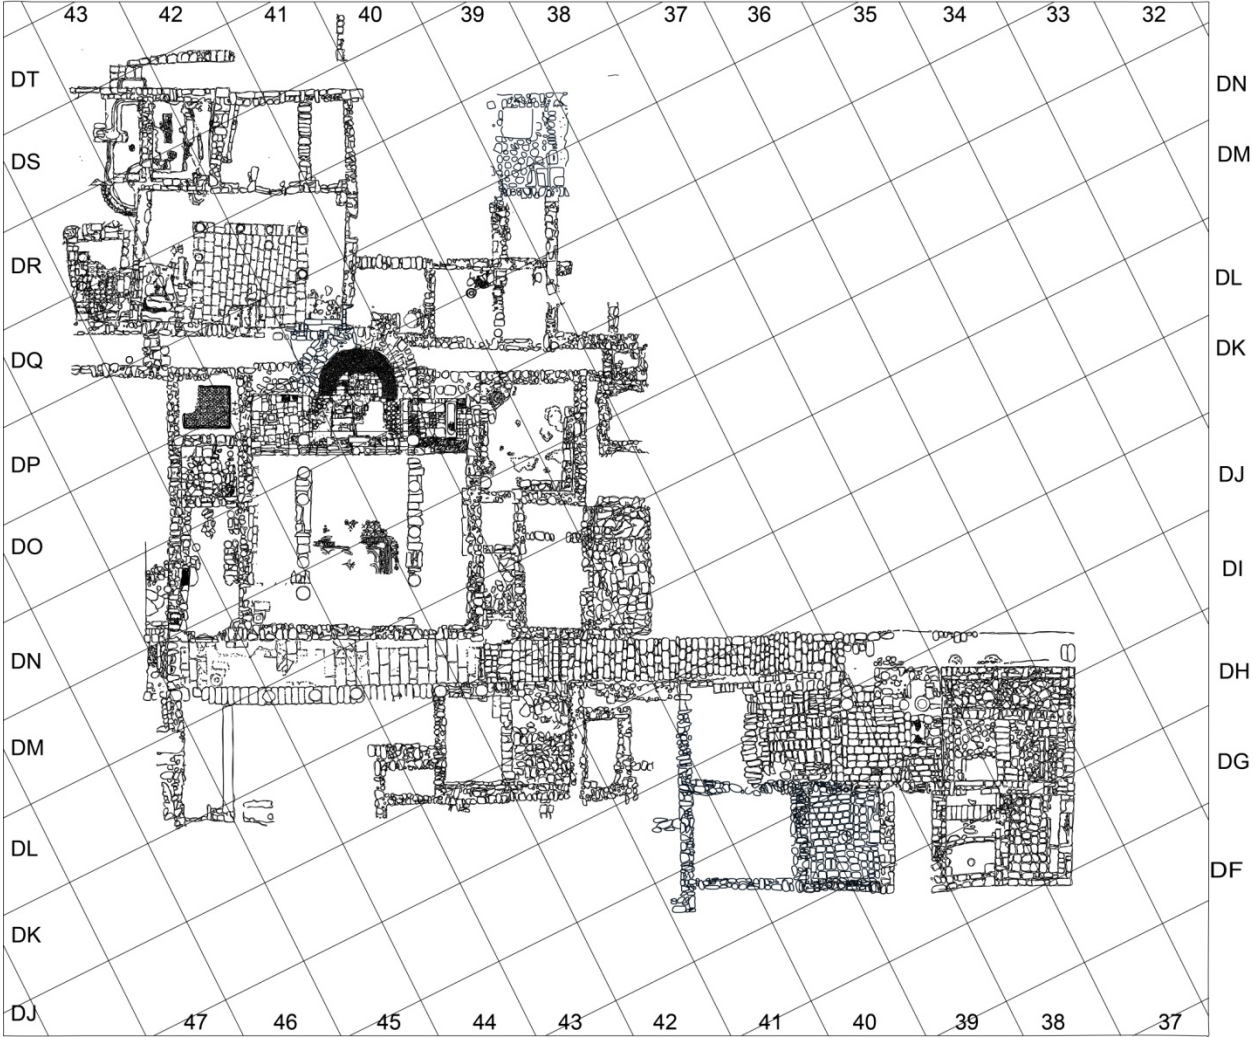 43 42 41 40 39 38 37 36 35 34 33 32
DT
DN
DM
DS
DR
DL
DK
DQ
DP
DJ
DO
DI
DN
DH
DM
DG
DL
DF
DK
DJ
47 46 45 44 43 42 41 40 39 38 37